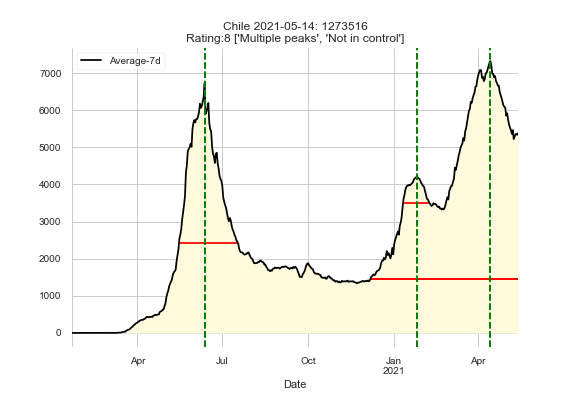 Chile 2021-05-14: 1273516
Rating:8 ['Multiple peaks', 'Not in control']
Average-7d
7000
6000
5000
4000
3000
2000
1000
0
Apr
Jul
Oct
Jan
2021
Apr
Date